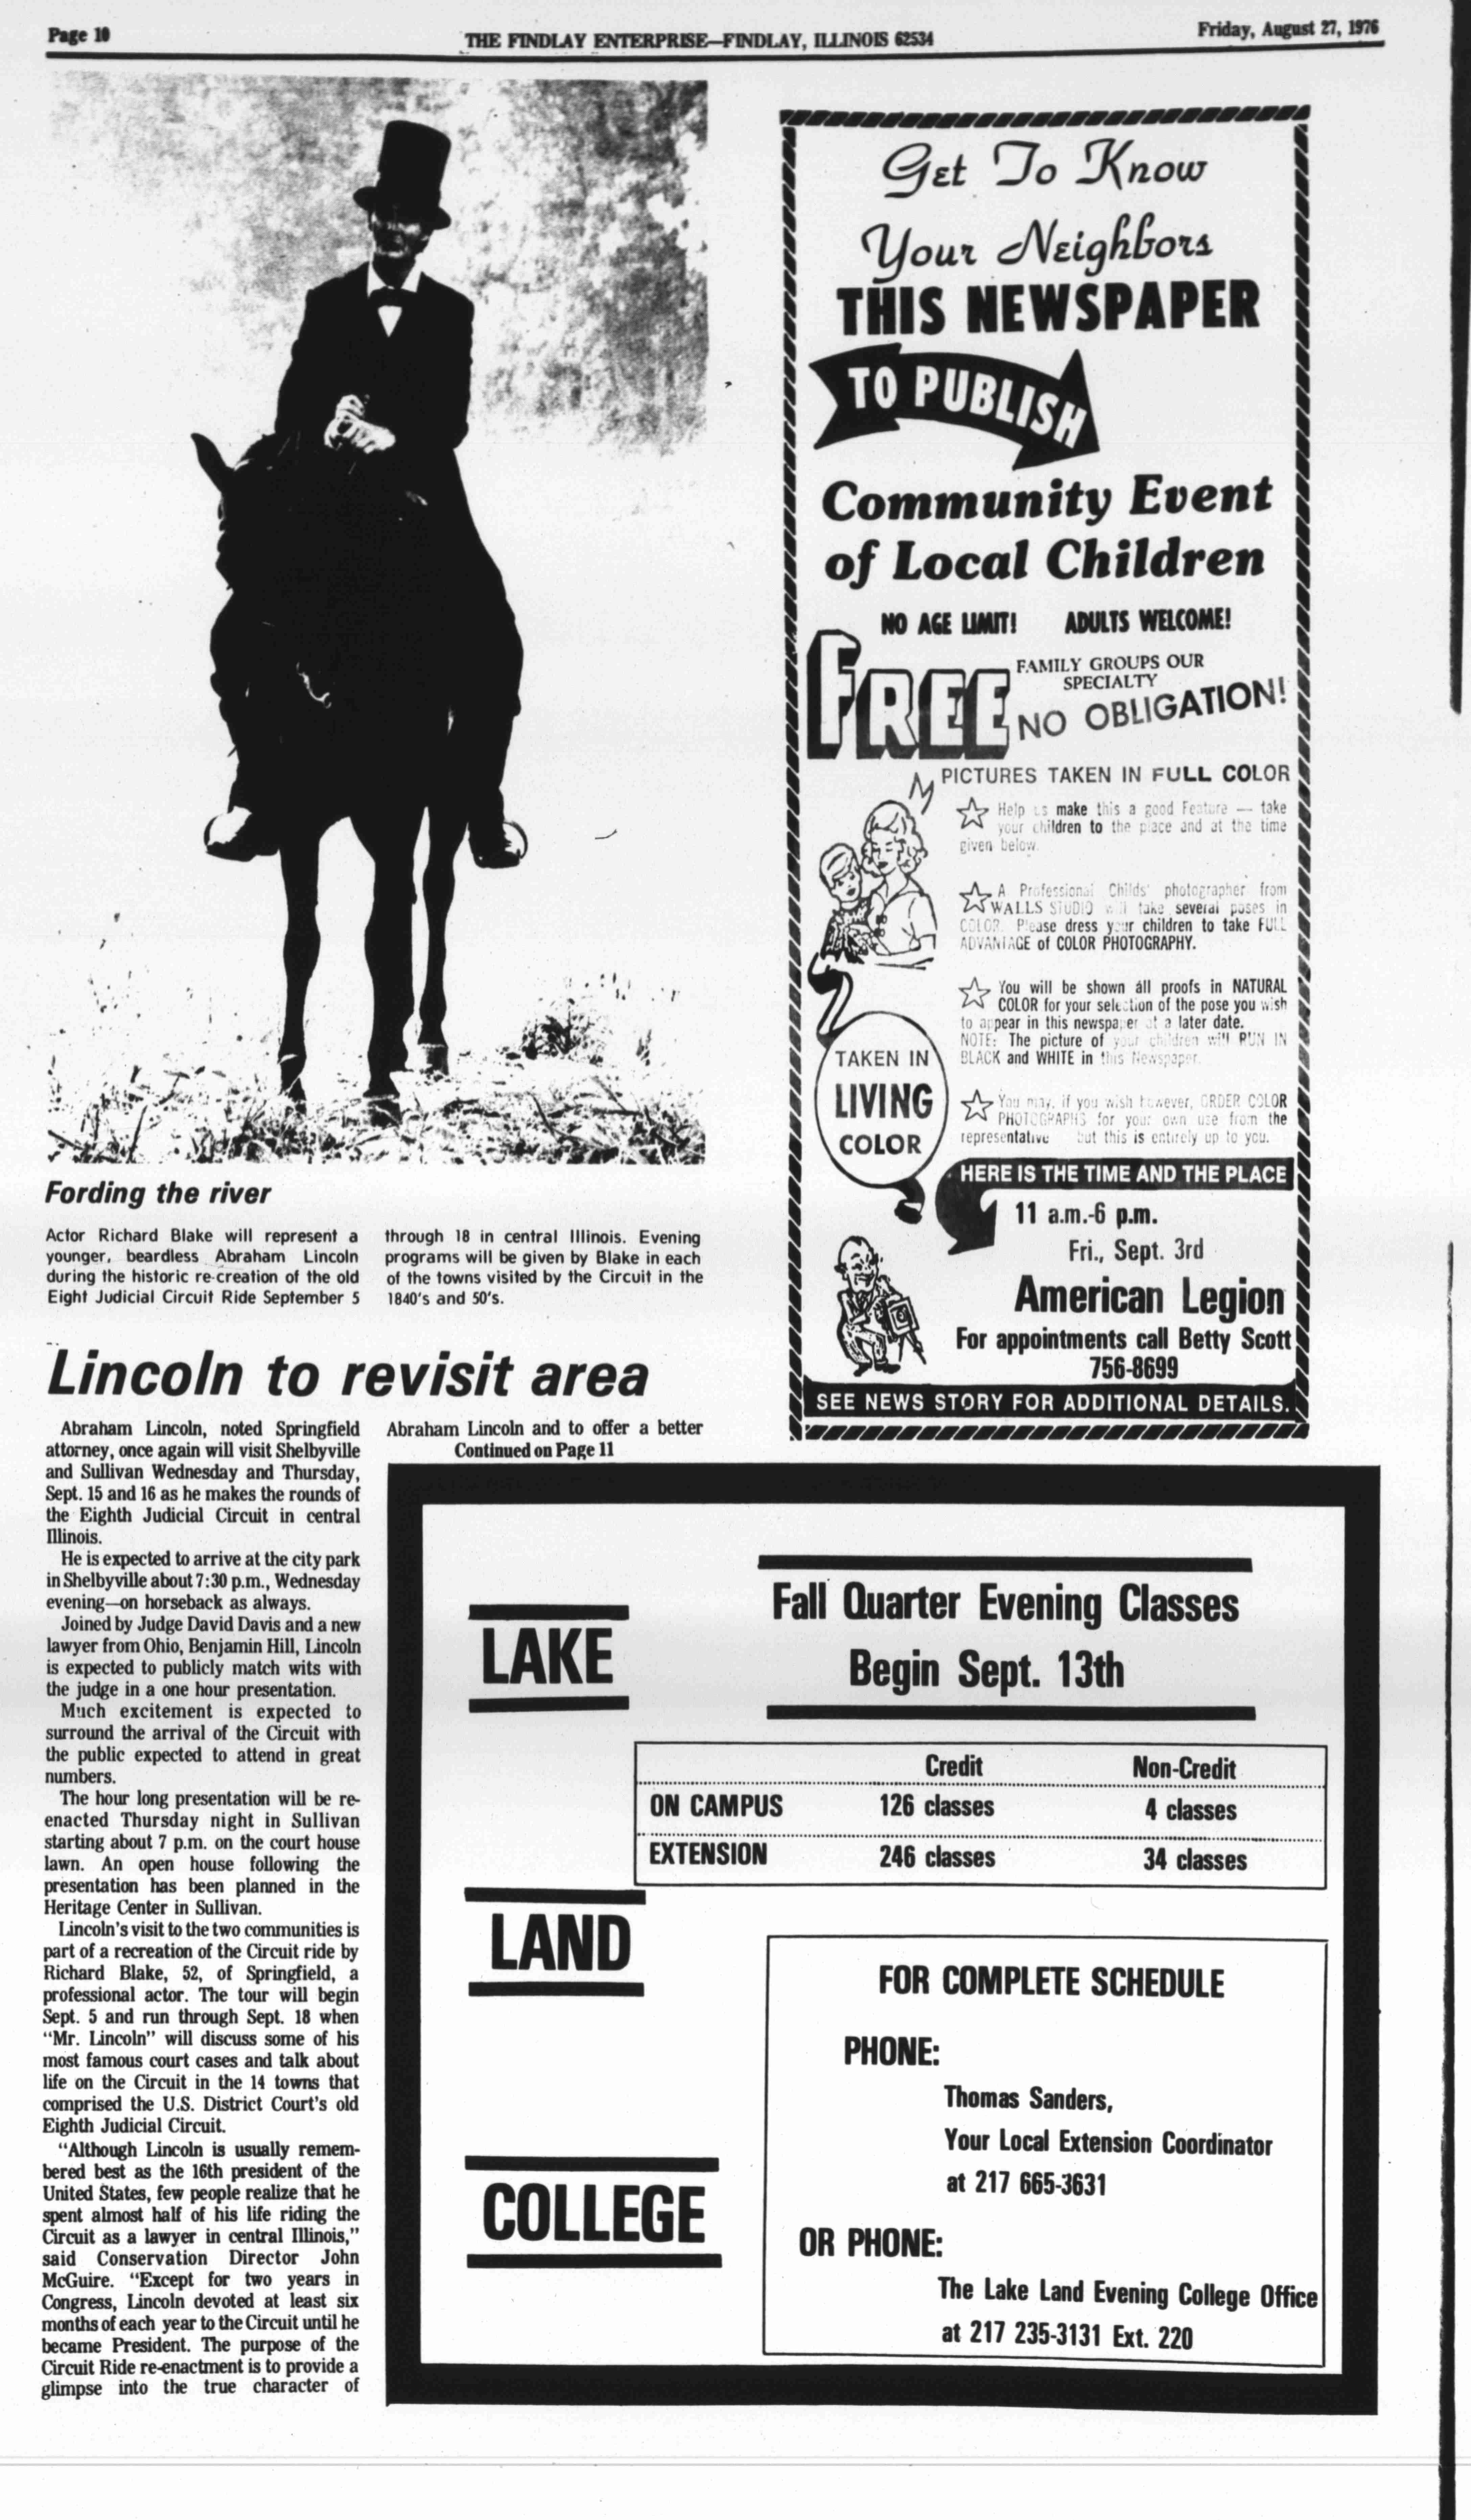 Page 10
THE FINDLAY ENTERPRISE—FINDLAY, ILLINOIS 62534
Friday, August 27, 1976
Fording the river
Actor Richard Blake will represent a
younger, beardless Abraham Lincoln
during the historic re-creation of the old
Eight Judicial Circuit Ride September 5
through 18 in central Illinois. Evening
programs will be given by Blake in each
of the towns visited by the Circuit in the
1840's and 50's.
Lincoln to revisit area
Abraham Lincoln, noted Springfield
attorney, once again will visit Shelbyville
and Sullivan Wednesday and Thursday,
Sept. 15 and 16 as he makes the rounds of
the Eighth Judicial Circuit in central
Illinois.
He is expected to arrive at the city park
in Shelbyville about 7:30 p.m., Wednesday
evening—on horseback as always.
Joined by Judge David Davis and a new
lawyer from Ohio, Benjamin Hill, Lincoln
is expected to publicly match wits with
the judge in a one hour presentation.
Much excitement is expected to
surround the arrival of the Circuit with
the public expected to attend in great
numbers.
The hour long presentation will be re-
enacted Thursday night in Sullivan
starting about 7 p.m. on the court house
lawn. An open house following the
presentation has been planned in the
Heritage Center in Sullivan.
Lincoln's visit to the two communities is
part of a recreation of the Circuit ride by
Richard Blake, 52, of Springfield, a
professional actor. The tour will begin
Sept. 5 and run through Sept. 18 when
"Mr. Lincoln" will discuss some of his
most famous court cases and talk about
life on the Circuit in the 14 towns that
comprised the U.S. District Court's old
Eighth Judicial Circuit.
"Although Lincoln is usually remem-
bered best as the 16th president of the
United States, few people realize that he
spent almost half of his life riding the
Circuit as a lawyer in central Illinois,"
said Conservation Director John
McGuire. "Except for two years in
Congress, Lincoln devoted at least six
months of each year to the Circuit until he
became President. The purpose of the
Circuit Ride re-enactment is to provide a
glimpse into the true character of
Abraham Lincoln and to offer a better
Continued on Page 11
Get To Know
Your Neighbors
THIS NEWSPAPER
TO PUBLISH
Community Event
of Local Children
NO AGE LIMIT! ADULTS WELCOME!
FREE
FAMILY GROUPS OUR
SPECIALTY
NO OBLIGATION!
PICTURES TAKEN IN FULL COLOR
Help us make this a good Feature — take
your children to the place and at the time
given below.
A Professional Childs' photographer from
WALLS STUDIO will take several poses in
COLOR. Please dress your children to take FULL
ADVANTAGE of COLOR PHOTOGRAPHY.
You will be shown all proofs in NATURAL
COLOR for your selection of the pose you wish
to appear in this newspaper at a later date.
NOTE: The picture of your children will RUN IN
BLACK and WHITE in this Newspaper.
You may, if you wish however, ORDER COLOR
PHOTOGRAPHS for your own use from the
representative but this is entirely up to you.
TAKEN IN
LIVING
COLOR
HERE IS THE TIME AND THE PLACE
11 a.m.-6 p.m.
Fri., Sept. 3rd
American Legion
For appointments call Betty Scott
756-8699
SEE NEWS STORY FOR ADDITIONAL DETAILS.
LAKE
LAND
COLLEGE
Fall Quarter Evening Classes
Begin Sept. 13th
Credit Non-Credit
ON CAMPUS 126 classes 4 classes
EXTENSION 246 classes 34 classes
FOR COMPLETE SCHEDULE
PHONE:
Thomas Sanders,
Your Local Extension Coordinator
at 217 665-3631
OR PHONE:
The Lake Land Evening College Office
at 217 235-3131 Ext. 220